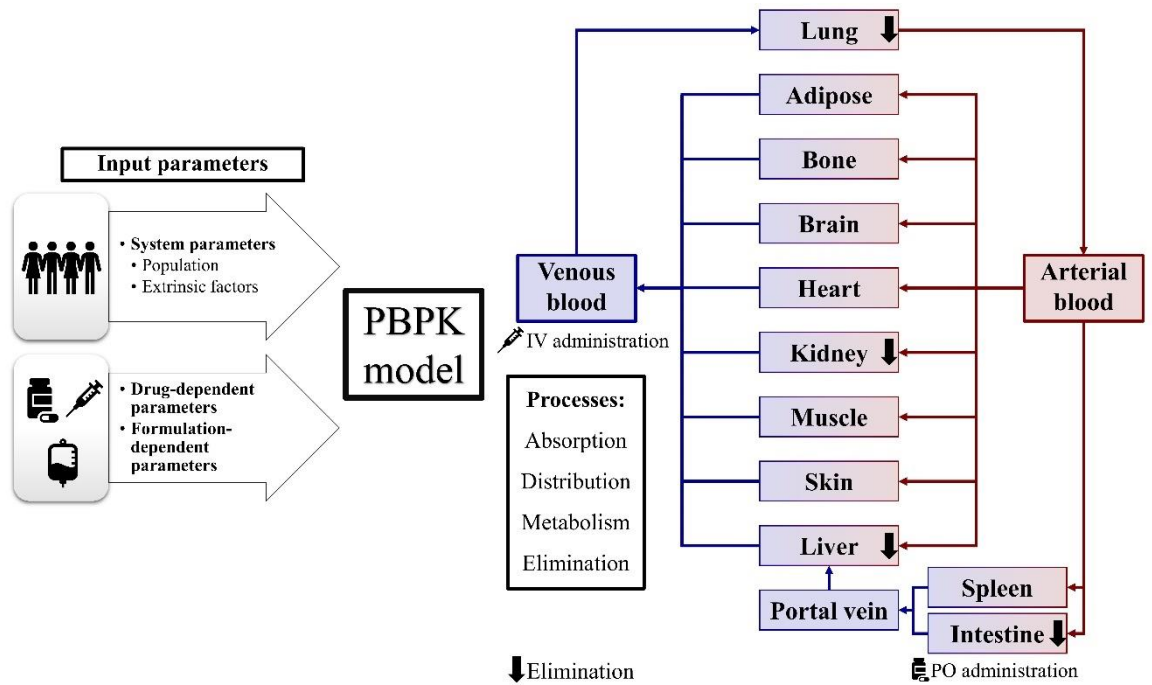 Input parameters
• System parameters
• Population
• Extrinsic factors
• Drug-dependent
parameters
• Formulation-
dependent
parameters
PBPK
model
Venous
blood
IV administration
Processes:
Absorption
Distribution
Metabolism
Elimination
Elimination
Lung
Adipose
Bone
Brain
Heart
Kidney
Muscle
Skin
Liver
Portal vein
Spleen
Intestine
PO administration
Arterial
blood